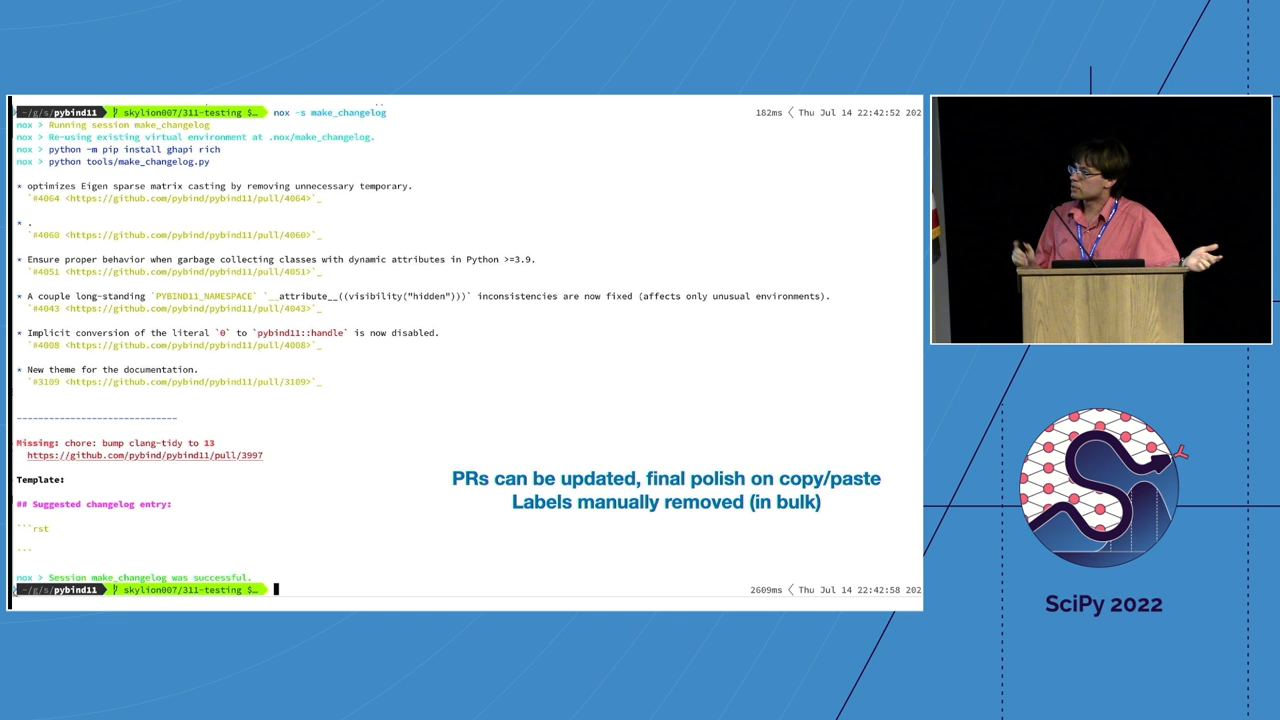 ~/g/s/pybind11 skylion007/311-testing $… nox -s make_changelog 182ms < Thu Jul 14 22:42:52 202
nox > Running session make_changelog
nox > Re-using existing virtual environment at .nox/make_changelog.
nox > python -m pip install ghapi rich
nox > python tools/make_changelog.py
* optimizes Eigen sparse matrix casting by removing unnecessary temporary.
`#4064 <https://github.com/pybind/pybind11/pull/4064>`_
* .
`#4060 <https://github.com/pybind/pybind11/pull/4060>`_
* Ensure proper behavior when garbage collecting classes with dynamic attributes in Python >=3.9.
`#4051 <https://github.com/pybind/pybind11/pull/4051>`_
* A couple long-standing `PYBIND11_NAMESPACE` `__attribute__((visibility("hidden")))` inconsistencies are now fixed (affects only unusual environments).
`#4043 <https://github.com/pybind/pybind11/pull/4043>`_
* Implicit conversion of the literal `0` to `pybind11::handle` is now disabled.
`#4008 <https://github.com/pybind/pybind11/pull/4008>`_
* New theme for the documentation.
`#3109 <https://github.com/pybind/pybind11/pull/3109>`_
------------------------------
Missing: chore: bump clang-tidy to 13
https://github.com/pybind/pybind11/pull/3997
Template:
## Suggested changelog entry:
```rst
```
nox > Session make_changelog was successful.
~/g/s/pybind11 skylion007/311-testing $… 2609ms < Thu Jul 14 22:42:58 202
PRs can be updated, final polish on copy/paste
Labels manually removed (in bulk)
SciPy 2022